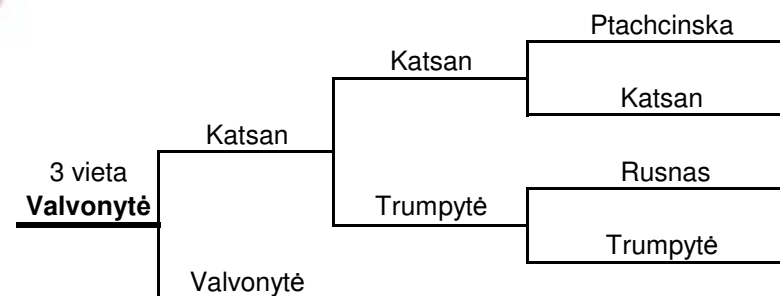 Ptachcinska
Katsan
Katsan
Katsan
3 vieta
Rusnas
Valvonytė
Trumpytė
Trumpytė
Valvonytė